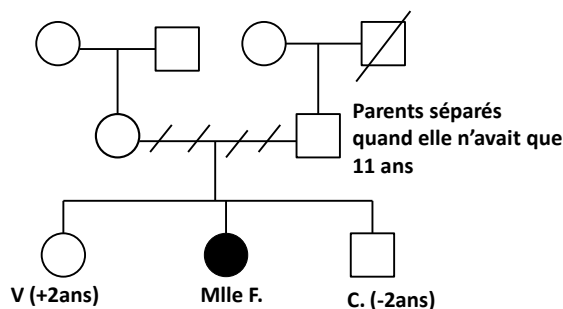 Parents séparés
quand elle n’avait que
11 ans
V (+2ans)
Mlle F.
C. (-2ans)